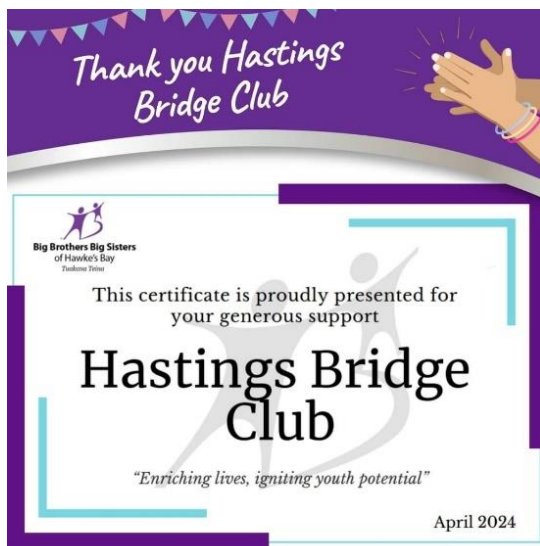 Thank you Hastings
Bridge Club
Big Brothers Big Sisters
of Hawke's Bay
Tuakana Teina
This certificate is proudly presented for
your generous support
Hastings Bridge
Club
“Enriching lives, igniting youth potential”
April 2024